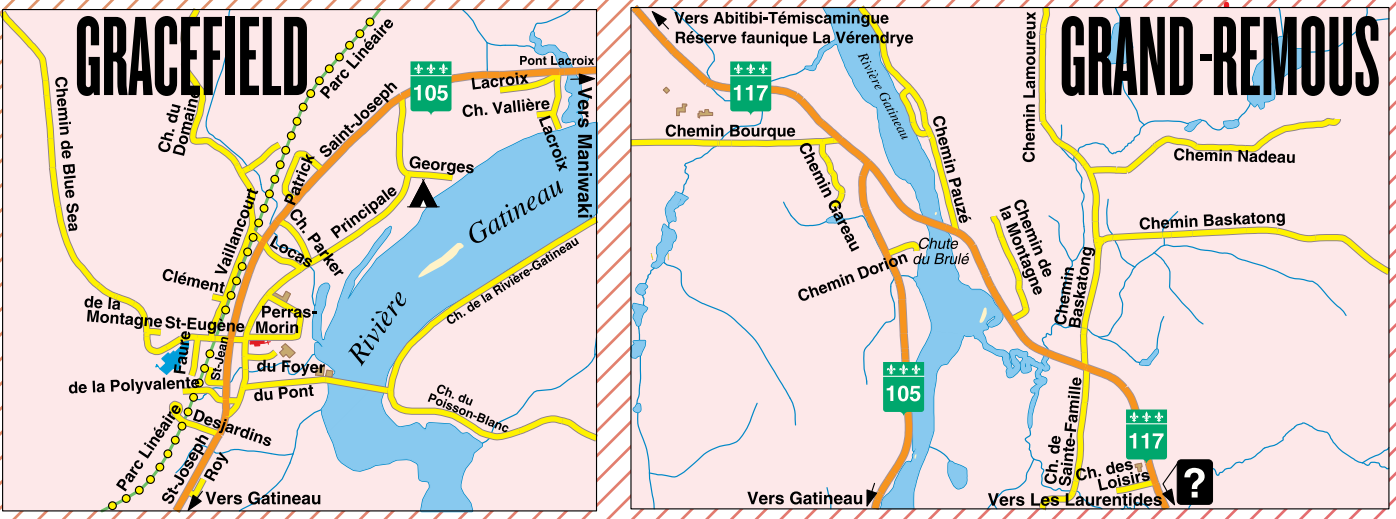 GRACEFIELD
Parc Linéaire
Pont Lacroix
Lacroix
105
Vers Maniwaki
Ch. Vallière
Lacroix
Chemin de Blue Sea
Ch. du
Domaine
Saint-Joseph
Patrick
Georges
Principale
Gatineau
Vaillancourt
Ch. Parker
Locas
Clément
Ch. de la Rivière-Gatineau
de la
Montagne
St-Eugène
Perras-
Morin
Rivière
Faure
St-Jean
du Foyer
de la Polyvalente
du Pont
Ch. du
Poisson-Blanc
Desjardins
Parc Linéaire
St-Joseph
Roy
Vers Gatineau
GRAND-REMOUS
Vers Abitibi-Témiscamingue
Réserve faunique La Vérendrye
117
Rivière Gatineau
Chemin Lamoureux
Chemin Bourque
Chemin Pauzé
Chemin Nadeau
Chemin Gareau
Chemin Baskatong
Chemin de
la Montagne
Chute
du Brulé
Chemin Dorion
Chemin
Baskatong
105
Ch. de
Sainte-Famille
117
Ch. des
Loisirs
?
Vers Gatineau
Vers Les Laurentides